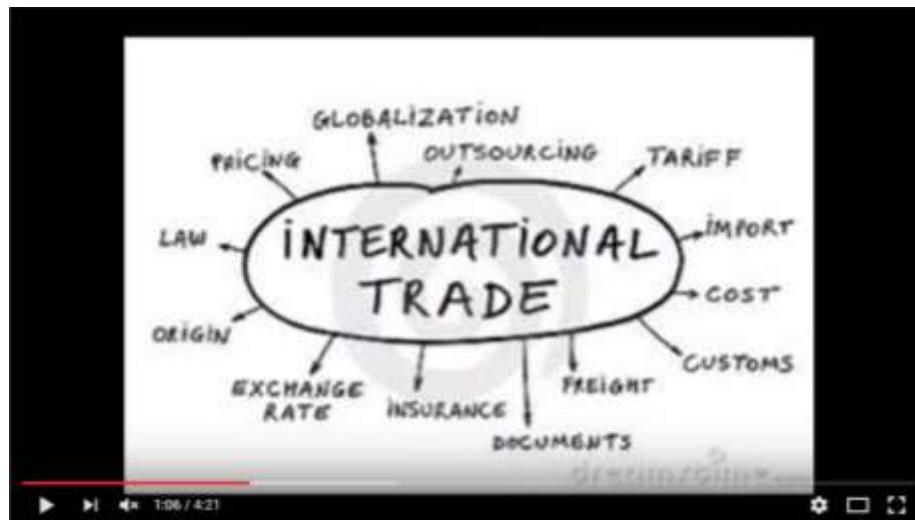 GLOBALIZATION
PRICING
OUTSOURCING
TARIFF
LAW
INTERNATIONAL
TRADE
IMPORT
COST
ORIGIN
CUSTOMS
EXCHANGE
RATE
INSURANCE
FREIGHT
DOCUMENTS
dreamstime
1:06 / 4:21